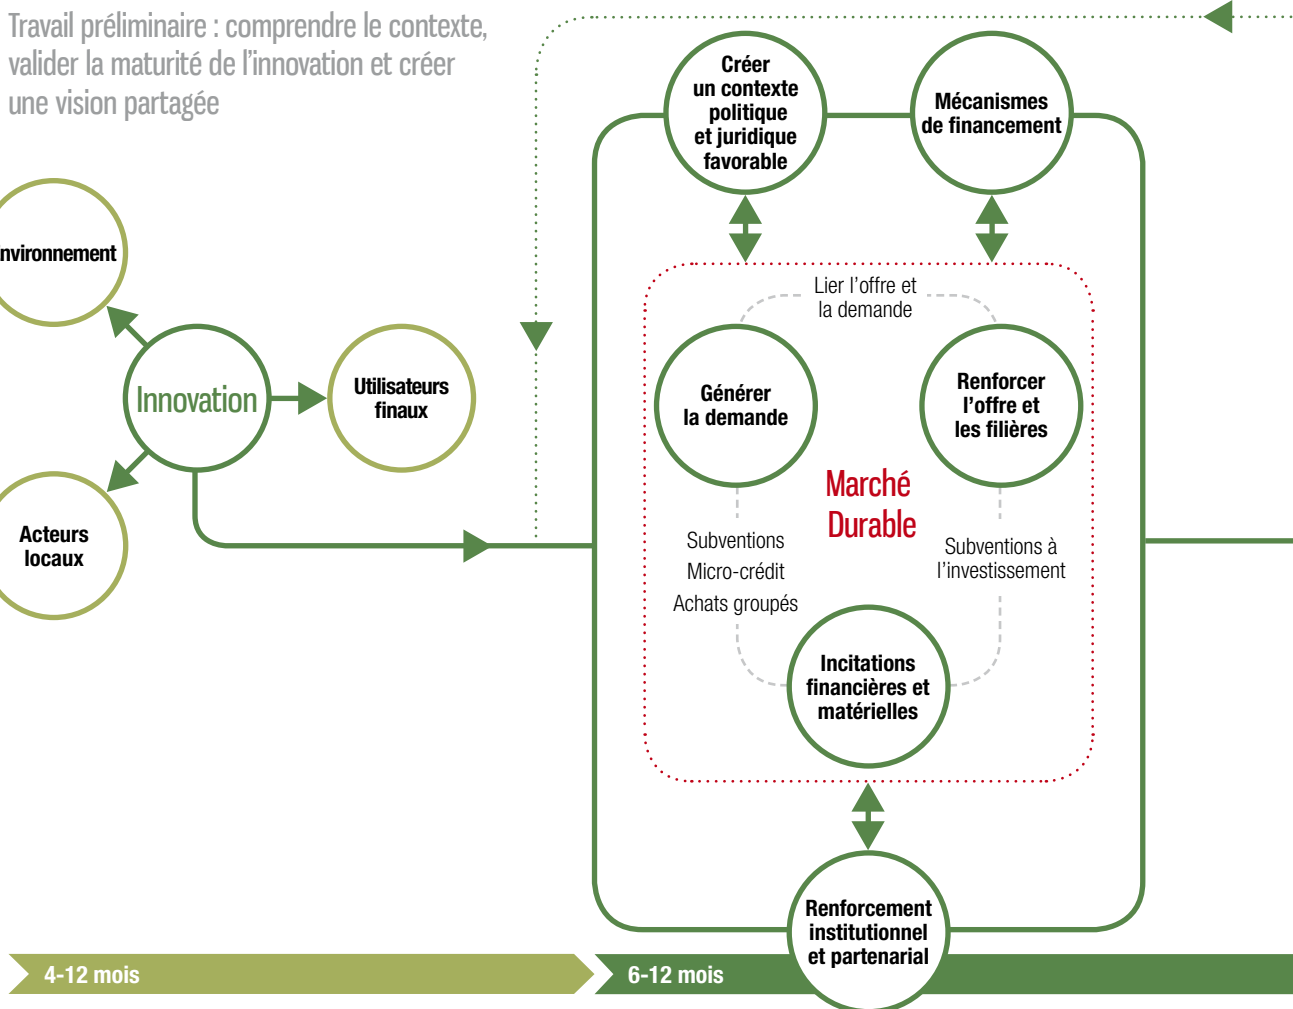 Travail préliminaire : comprendre le contexte,
valider la maturité de l'innovation et créer
une vision partagée
Créer
un contexte
politique
et juridique
favorable
Mécanismes
de financement
nvironnement
Innovation
Utilisateurs
finaux
Acteurs
locaux
Lier l'offre et
la demande
Générer
la demande
Renforcer
l'offre et
les filières
Marché
Durable
Subventions
Micro-crédit
Achats groupés
Subventions à
l'investissement
Incitations
financières et
matérielles
Renforcement
institutionnel
et partenarial
4-12 mois
6-12 mois